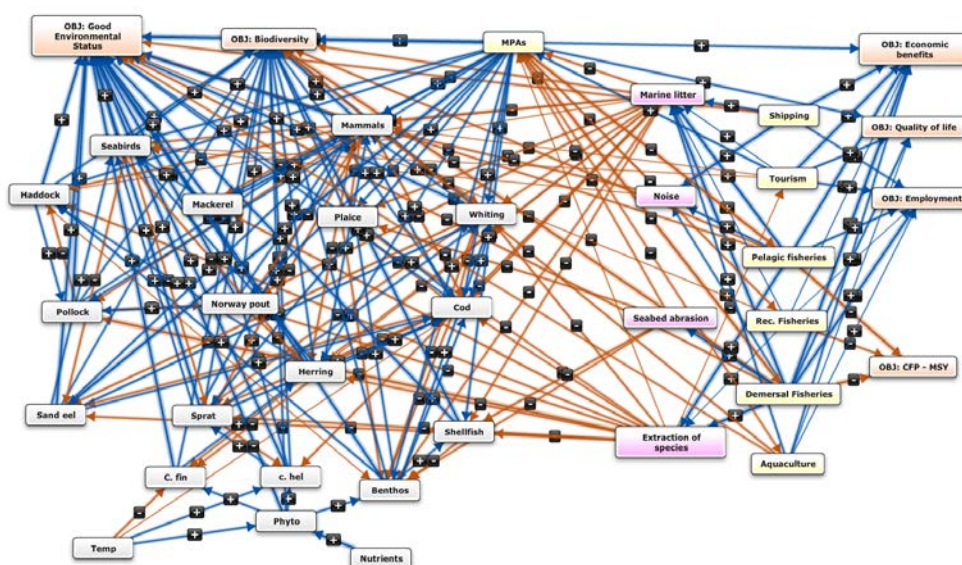 OBJ: Good
Environmental
Status
OBJ: Biodiversity
MPAs
OBJ: Economic
benefits
Marine litter
Shipping
Mammals
OBJ: Quality of life
Seabirds
Tourism
Haddock
Mackerel
Plaice
Whiting
Noise
OBJ: Employment
Pelagic fisheries
Pollock
Norway pout
Cod
Seabed abrasion
Rec. Fisheries
Herring
OBJ: CFP - MSY
Demersal Fisheries
Sand eel
Sprat
Shellfish
Extraction of
species
Aquaculture
C. fin
c. hel
Benthos
Phyto
Temp
Nutrients